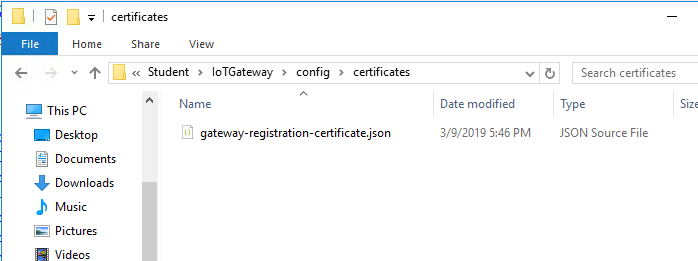 certificates
File Home Share View
Student IoTGateway config certificates Search certificates
Name Date modified Type Siz
This PC
gateway-registration-certificate.json 3/9/2019 5:46 PM JSON Source File
Desktop
Documents
Downloads
Music
Pictures
Videos